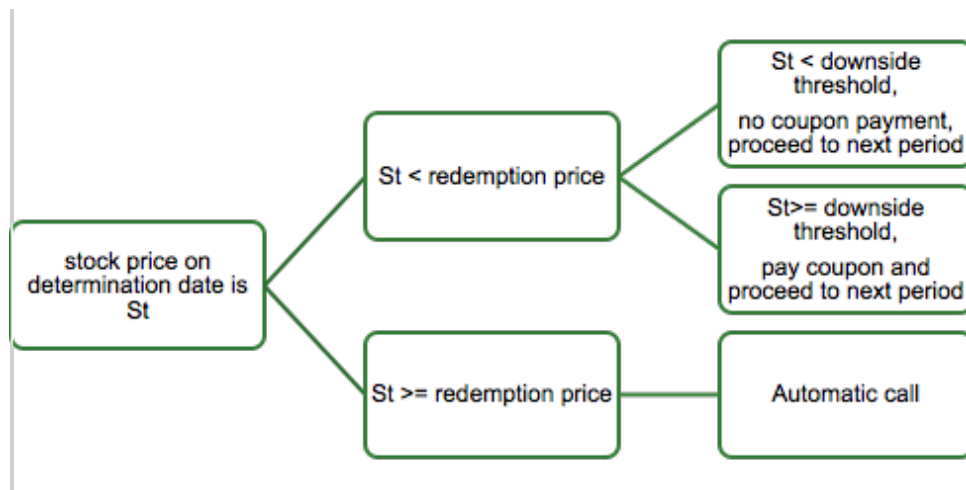 stock price on
determination date is
St
St < redemption price
St >= redemption price
St < downside
threshold,
no coupon payment,
proceed to next period
St>= downside
threshold,
pay coupon and
proceed to next period
Automatic call